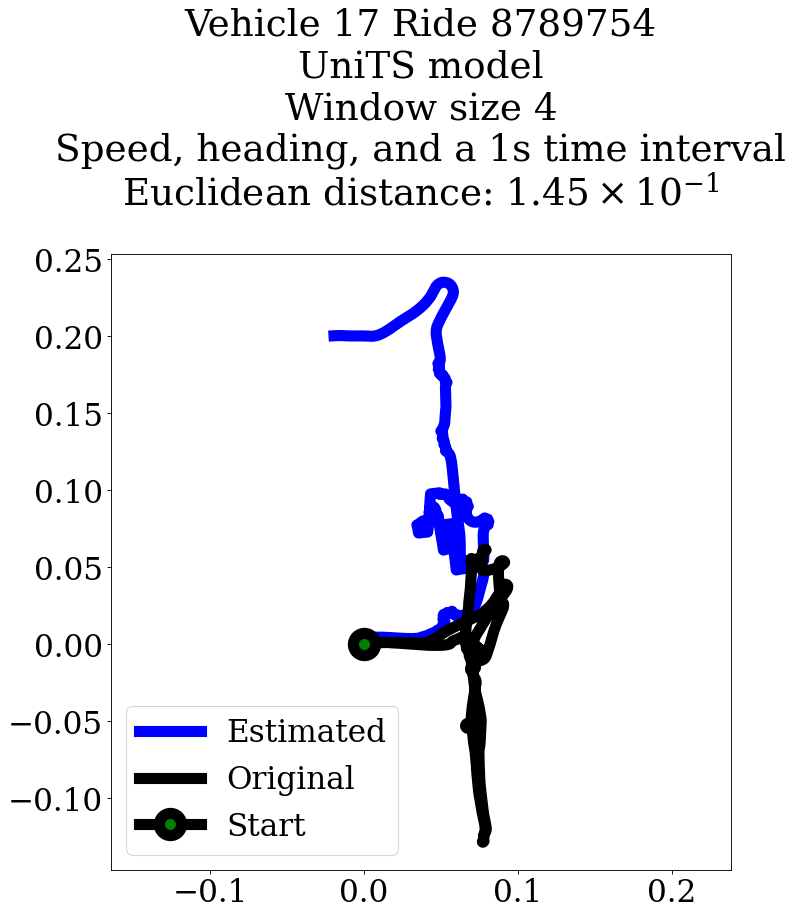 Vehicle 17 Ride 8789754
UniTS model
Window size 4
Speed, heading, and a 1s time interval
Euclidean distance: 1.45 × 10⁻¹
0.25
0.20
0.15
0.10
0.05
0.00
−0.05
−0.10
Estimated
Original
Start
−0.1
0.0
0.1
0.2